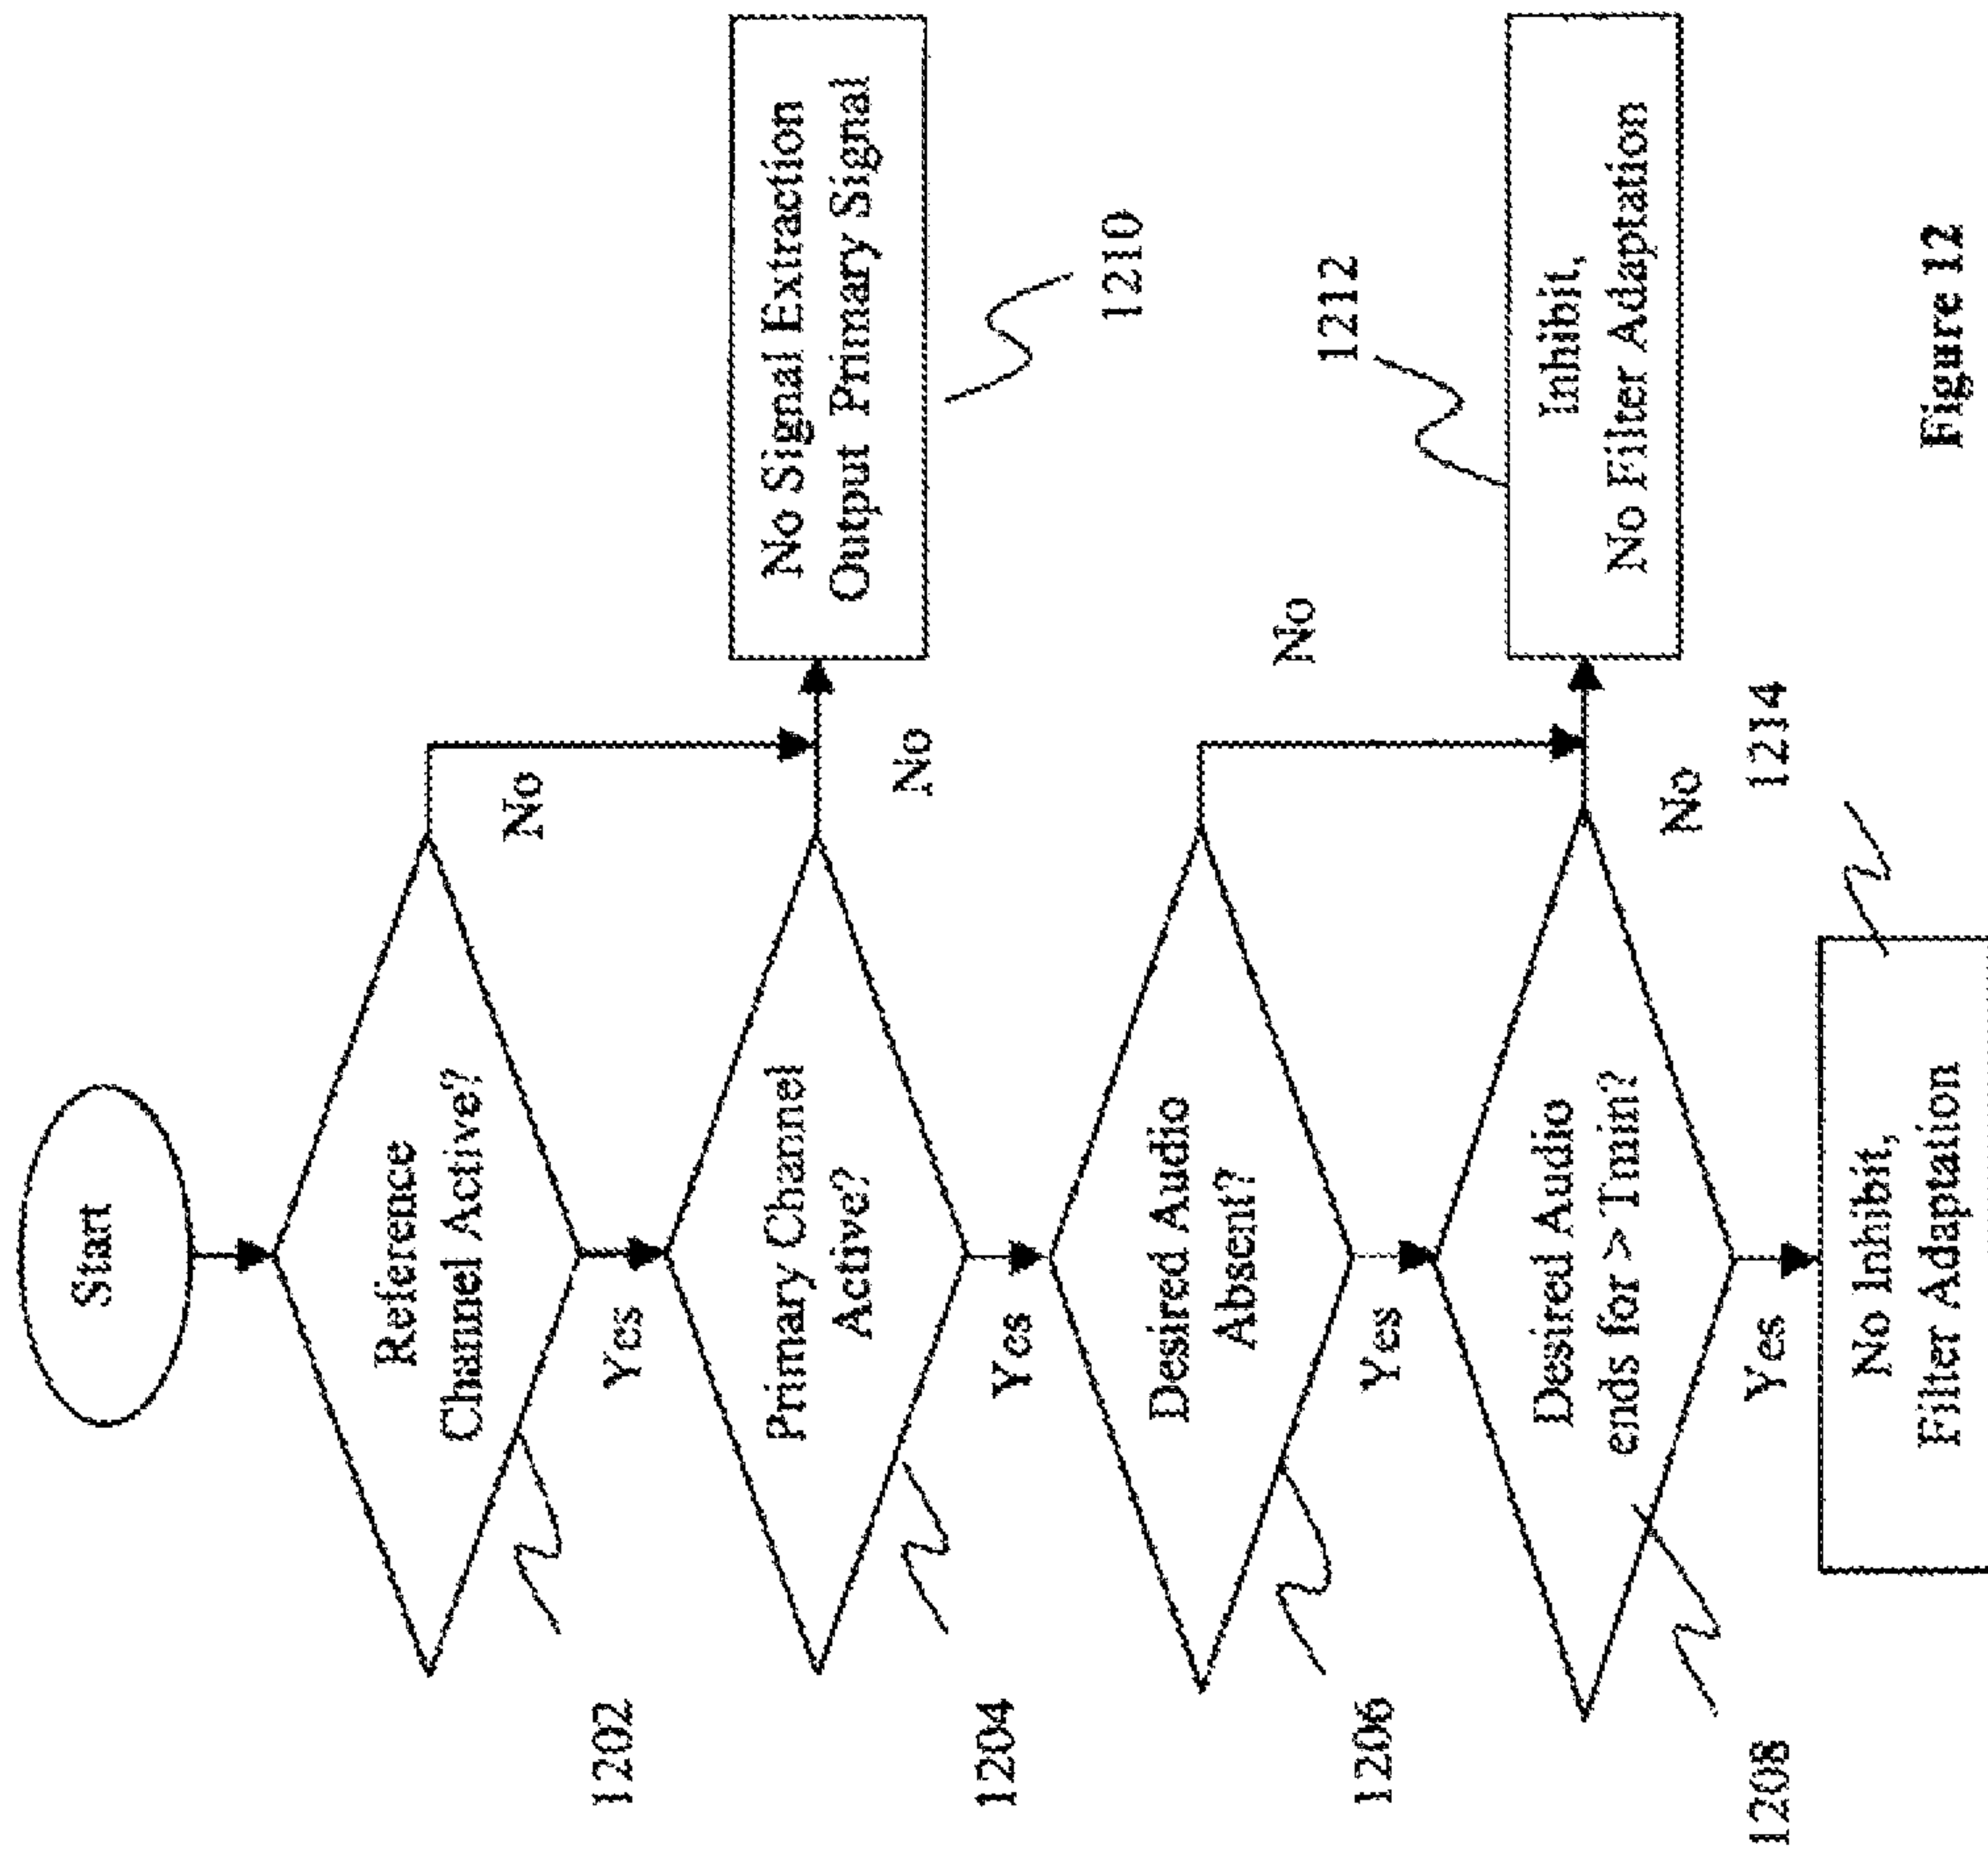 Start
Reference
Channel Active?
1202
Yes
No
Primary Channel
Active?
1204
Yes
No
No Signal Extraction
Output Primary Signal
1210
Desired Audio
Absent?
1206
Yes
No
Desired Audio
ends for > Tmin?
1208
Yes
No
Inhibit,
No Filter Adaptation
1212
No Inhibit,
Filter Adaptation
1214
Figure 12